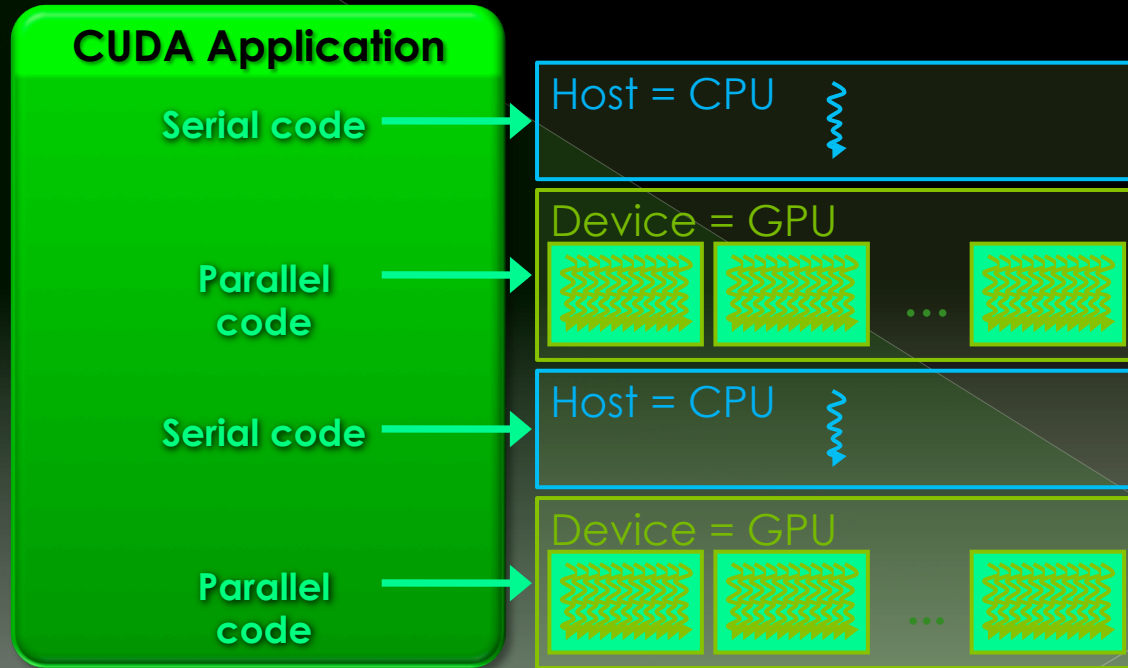 CUDA Application
Serial code
Host = CPU
Parallel
code
Device = GPU
...
Serial code
Host = CPU
Parallel
code
Device = GPU
...